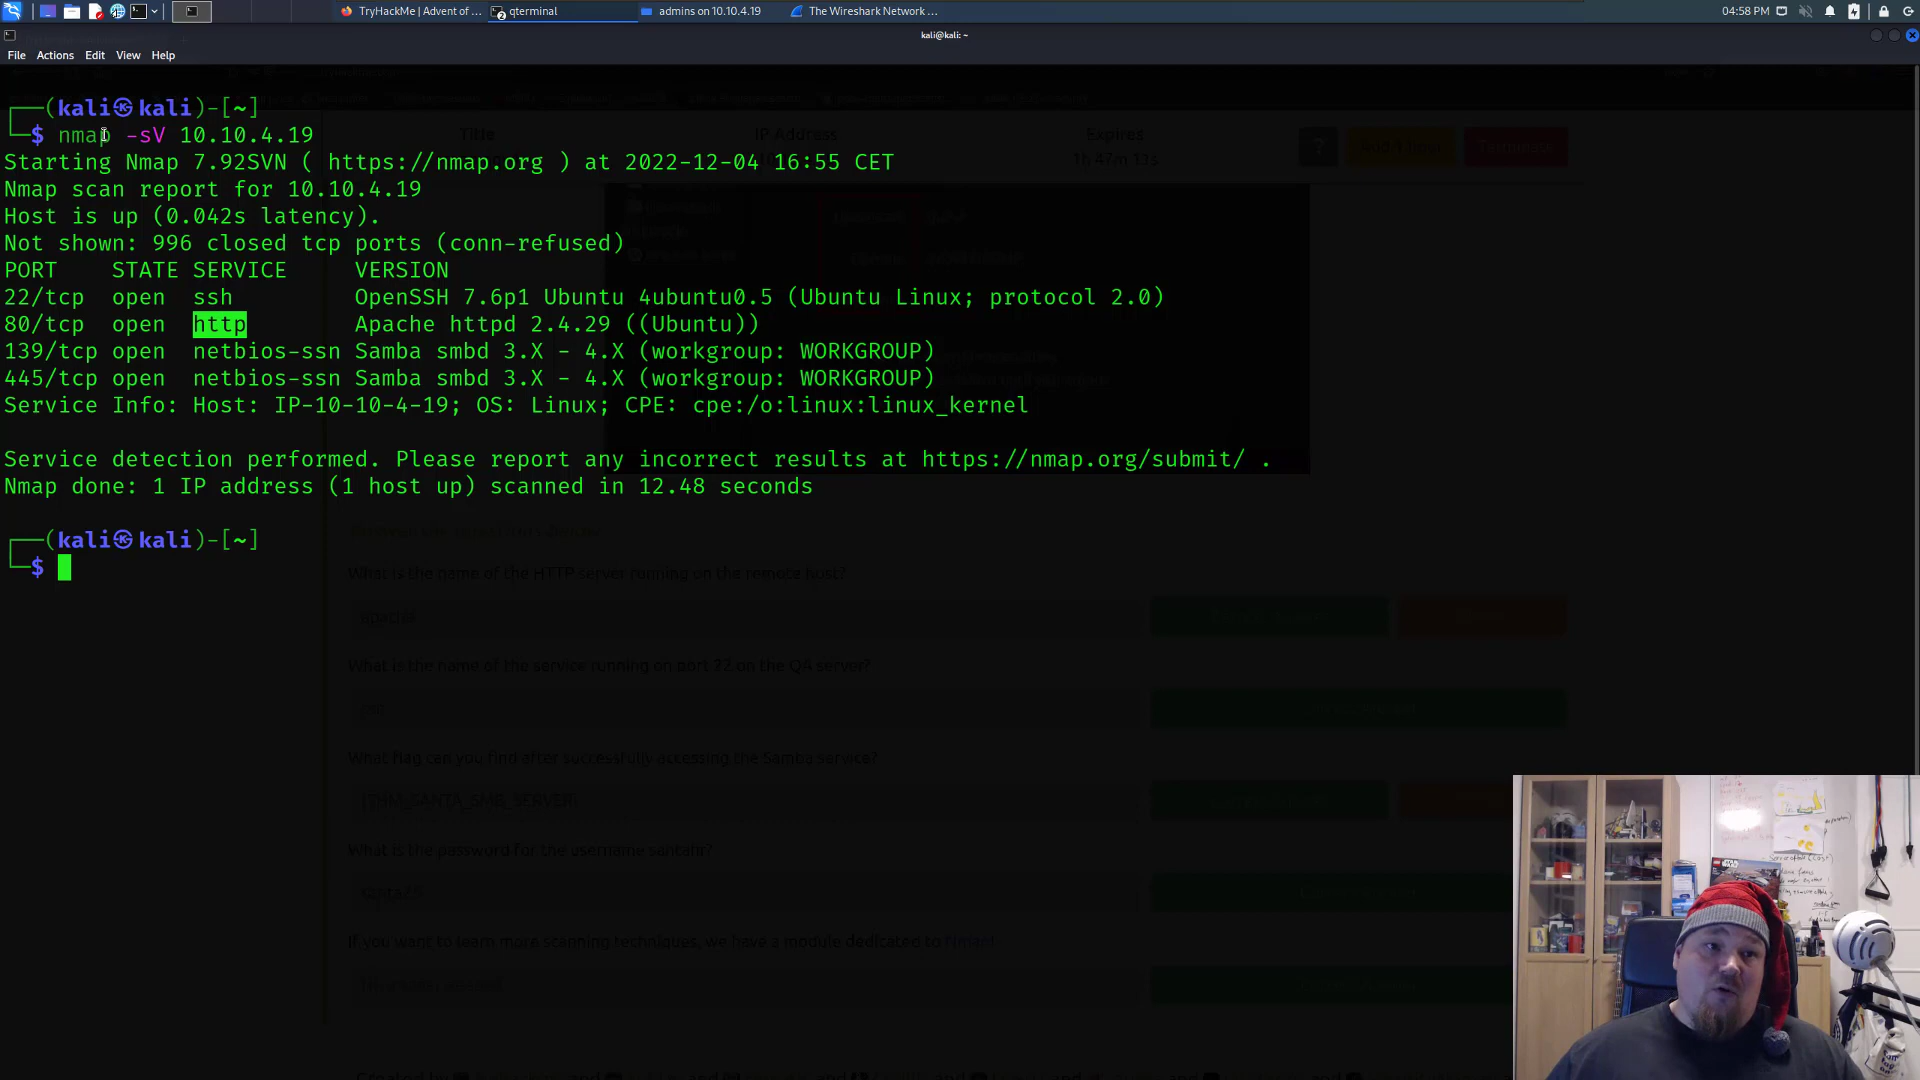 TryHackMe | Advent of ...
qterminal
admins on 10.10.4.19
The Wireshark Network ...
04:58 PM
kali@kali: ~
File Actions Edit View Help
┌──(kali㉿kali)-[~]
└─$ nmap -sV 10.10.4.19
Starting Nmap 7.92SVN ( https://nmap.org ) at 2022-12-04 16:55 CET
Nmap scan report for 10.10.4.19
Host is up (0.042s latency).
Not shown: 996 closed tcp ports (conn-refused)
PORT STATE SERVICE VERSION
22/tcp open ssh OpenSSH 7.6p1 Ubuntu 4ubuntu0.5 (Ubuntu Linux; protocol 2.0)
80/tcp open http Apache httpd 2.4.29 ((Ubuntu))
139/tcp open netbios-ssn Samba smbd 3.X - 4.X (workgroup: WORKGROUP)
445/tcp open netbios-ssn Samba smbd 3.X - 4.X (workgroup: WORKGROUP)
Service Info: Host: IP-10-10-4-19; OS: Linux; CPE: cpe:/o:linux:linux_kernel
Service detection performed. Please report any incorrect results at https://nmap.org/submit/ .
Nmap done: 1 IP address (1 host up) scanned in 12.48 seconds
┌──(kali㉿kali)-[~]
└─$
Title
IP Address
Expires
What is the name of the HTTP server running on the remote host?
apache
What is the name of the service running on port 22 on the QA server?
ssh
What flag can you find after successfully accessing the Samba service?
{THM_SANTA_SMB_SERVER}
What is the password for the username santahr?
If you want to learn more scanning techniques, we have a module dedicated to Nmap!